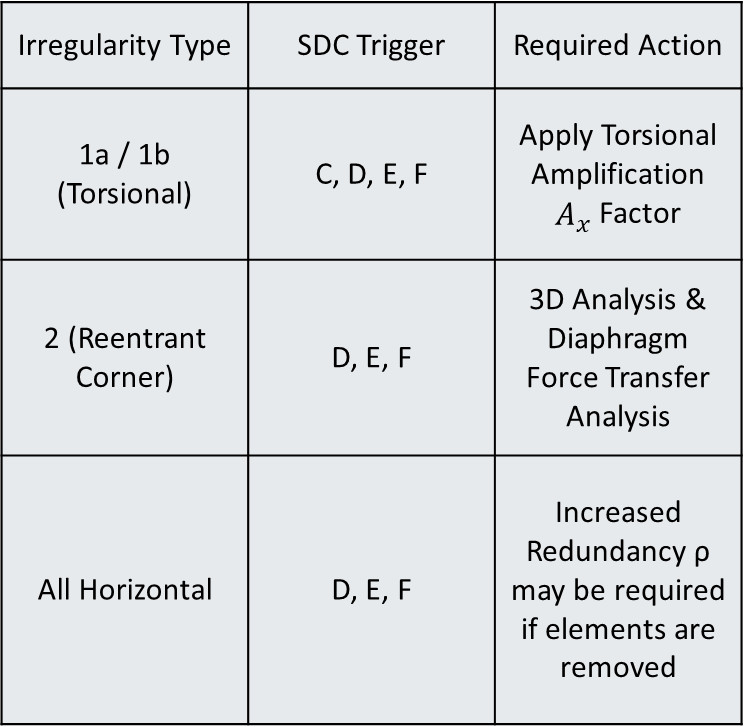 Irregularity Type
SDC Trigger
Required Action
1a / 1b
(Torsional)
C, D, E, F
Apply Torsional
Amplification
Aₓ Factor
2 (Reentrant
Corner)
D, E, F
3D Analysis &
Diaphragm
Force Transfer
Analysis
All Horizontal
D, E, F
Increased
Redundancy ρ
may be required
if elements are
removed